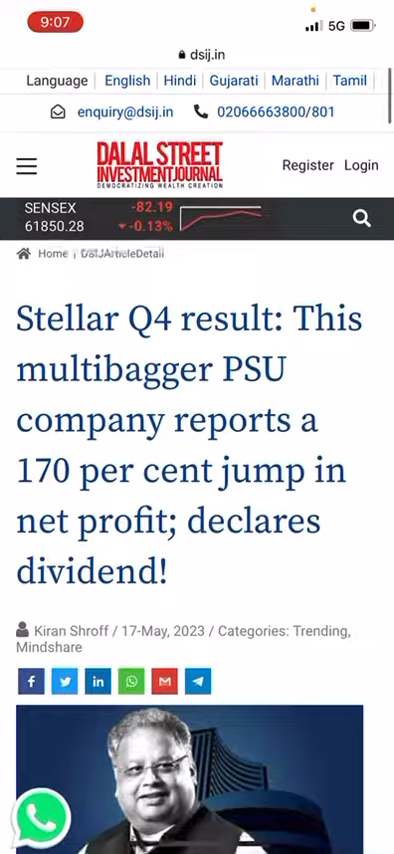 9:07
5G
dsij.in
Language English Hindi Gujarati Marathi Tamil
enquiry@dsij.in 02066663800/801
DALAL STREET
INVESTMENT JOURNAL
DEMOCRATIZING WEALTH CREATION
Register Login
SENSEX -82.19
61850.28 -0.13%
Home | DSIJArticleDetail
Stellar Q4 result: This
multibagger PSU
company reports a
170 per cent jump in
net profit; declares
dividend!
Kiran Shroff / 17-May, 2023 / Categories: Trending,
Mindshare